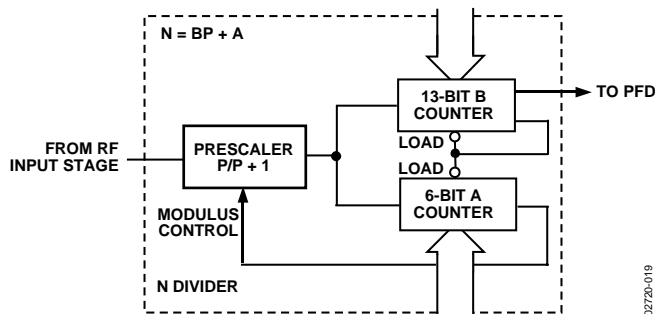 N = BP + A
13-BIT B
COUNTER
TO PFD
LOAD
FROM RF
INPUT STAGE
PRESCALER
P/P + 1
LOAD
6-BIT A
COUNTER
MODULUS
CONTROL
N DIVIDER
02720-019